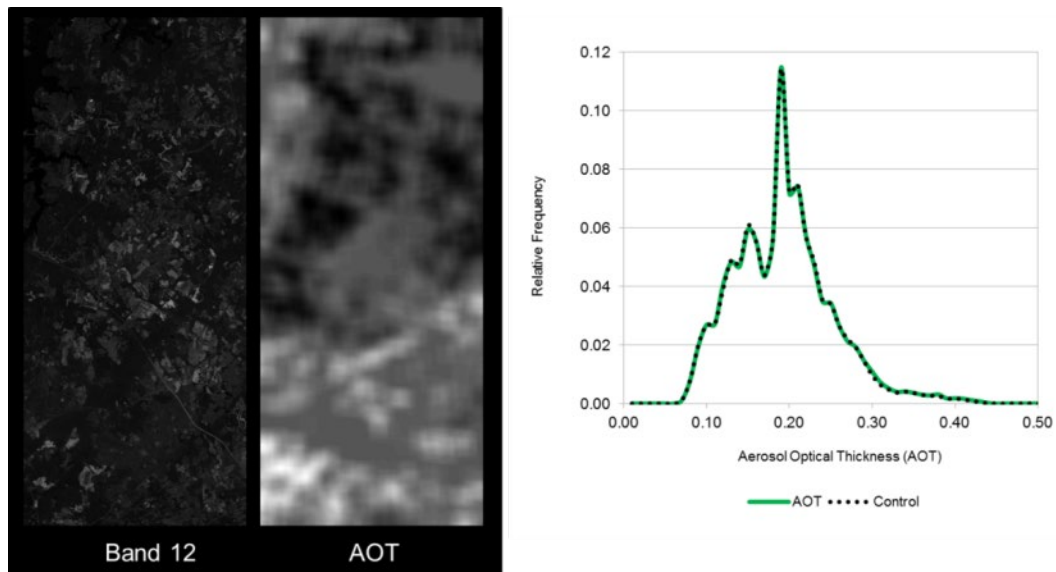 Band 12
AOT
0.12
0.10
0.08
0.06
0.04
0.02
0.00
Relative Frequency
0.00 0.10 0.20 0.30 0.40 0.50
Aerosol Optical Thickness (AOT)
AOT Control